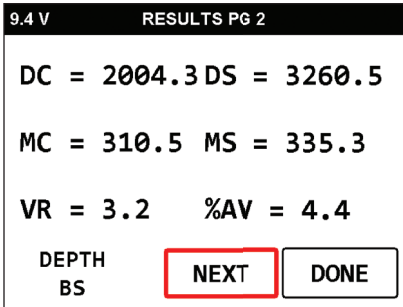 9.4 V RESULTS PG 2
DC = 2004.3 DS = 3260.5
MC = 310.5 MS = 335.3
VR = 3.2 %AV = 4.4
DEPTH
BS
NEXT
DONE